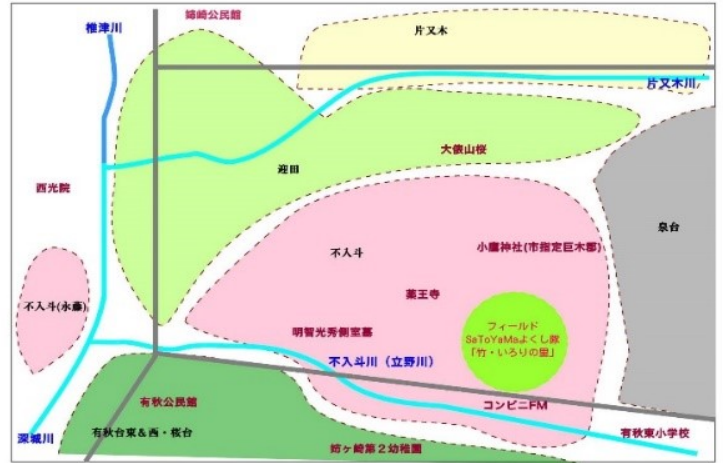 姉崎公民館
椎津川
片又木
片又木川
大俵山桜
迎田
西光院
泉台
不入斗
小鷹神社(市指定巨木郡)
不入斗(永藤)
薬王寺
フィールド
SaToYaMaよくし隊
「竹・いろりの里」
明智光秀側室墓
不入斗川（立野川）
有秋公民館
コンビニFM
深城川
有秋台東&西・桜台
有秋東小学校
姉ヶ崎第２幼稚園